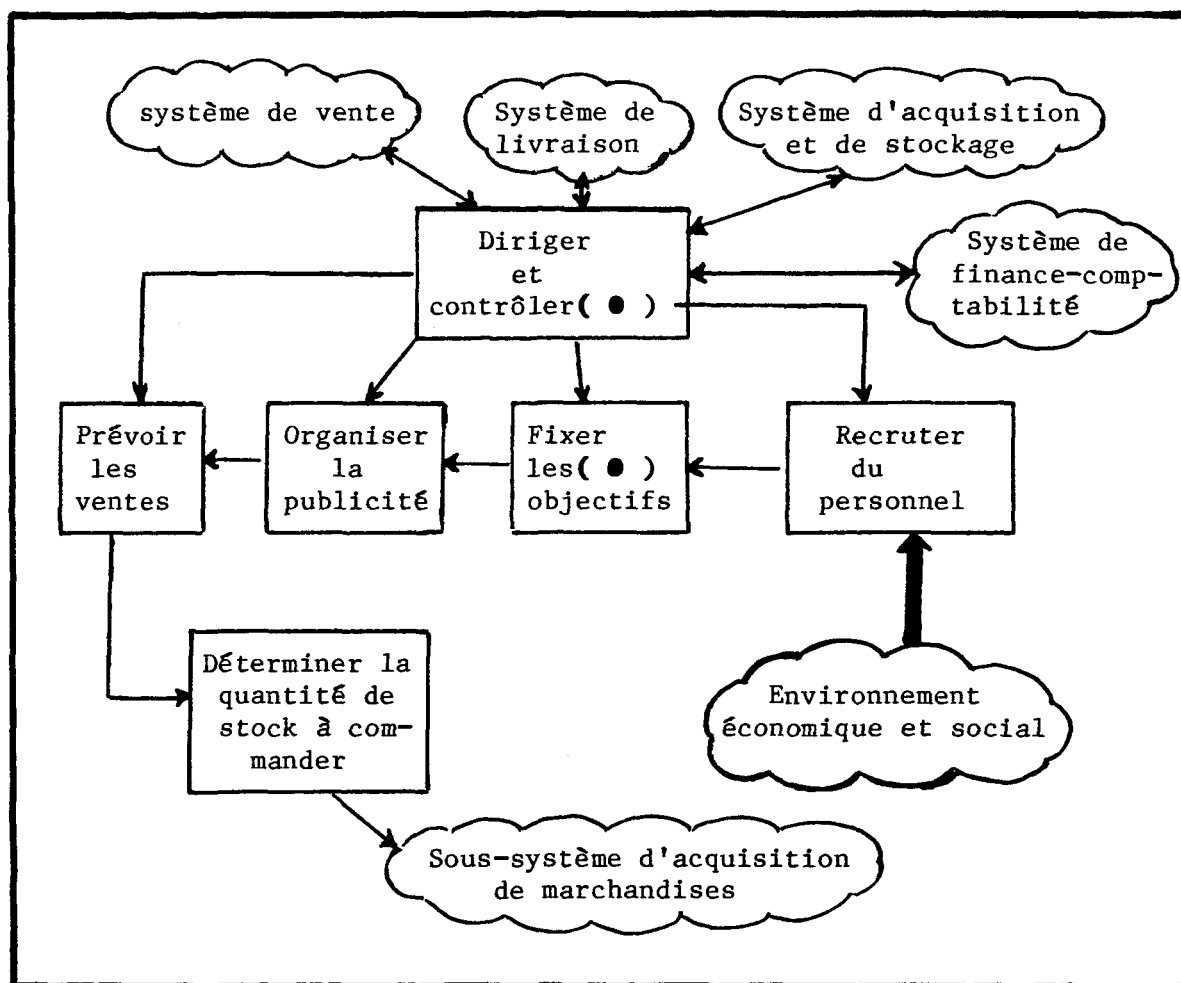 système de vente
Système de
livraison
Système d'acquisition
et de stockage
Diriger
et
contrôler( ● )
Système de
finance-comp-
tabilité
Prévoir
les
ventes
Organiser
la
publicité
Fixer
les( ● )
objectifs
Recruter
du
personnel
Déterminer la
quantité de
stock à com-
mander
Environnement
économique et social
Sous-système d'acquisition
de marchandises